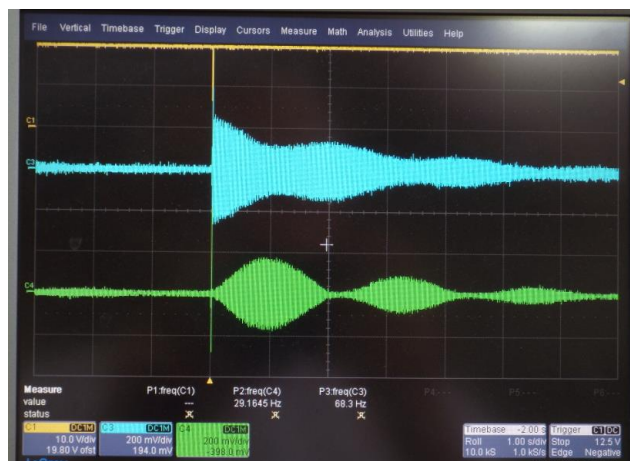 File Vertical Timebase Trigger Display Cursors Measure Math Analysis Utilities Help
C1
C3
C4
Measure P1:freq(C1) P2:freq(C4) P3:freq(C3) P4:--- P5:--- P6:---
value --- 29.1645 Hz 68.3 Hz
status
C1 DC1M C3 DC1M C4 DC1M Timebase -2.00 s Trigger C1 DC
10.0 V/div 200 mV/div 200 mV/div Roll 1.00 s/div Stop 12.5 V
19.80 V ofst 194.0 mV -398.0 mV 10.0 kS 1.0 kS/s Edge Negative